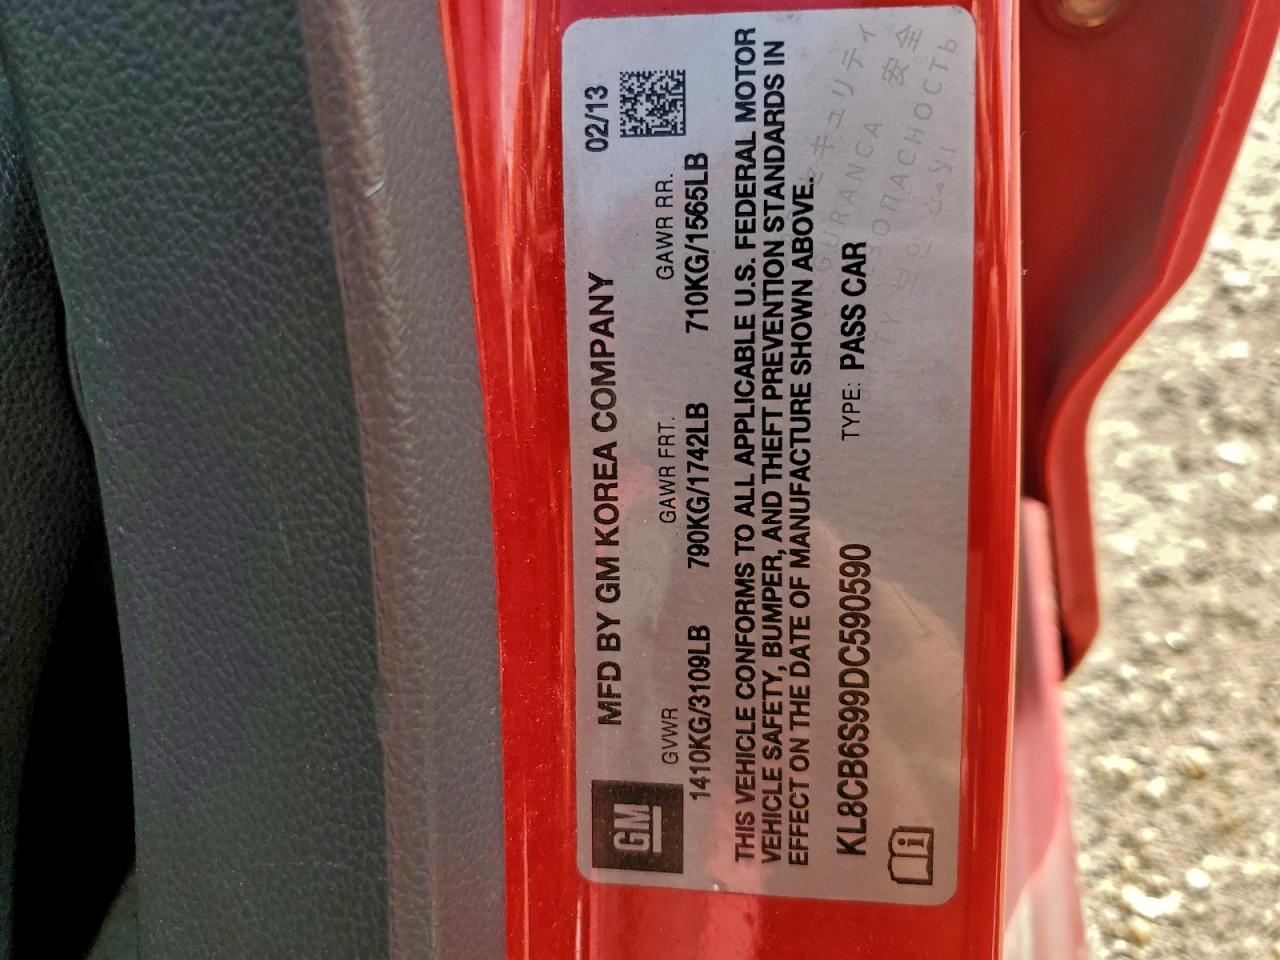 GM
MFD BY GM KOREA COMPANY 02/13
GVWR GAWR FRT. GAWR RR.
1410KG/3109LB 790KG/1742LB 710KG/1565LB
THIS VEHICLE CONFORMS TO ALL APPLICABLE U.S. FEDERAL MOTOR
VEHICLE SAFETY, BUMPER, AND THEFT PREVENTION STANDARDS IN
EFFECT ON THE DATE OF MANUFACTURE SHOWN ABOVE.
KL8CB6S99DC590590 TYPE: PASS CAR
安全